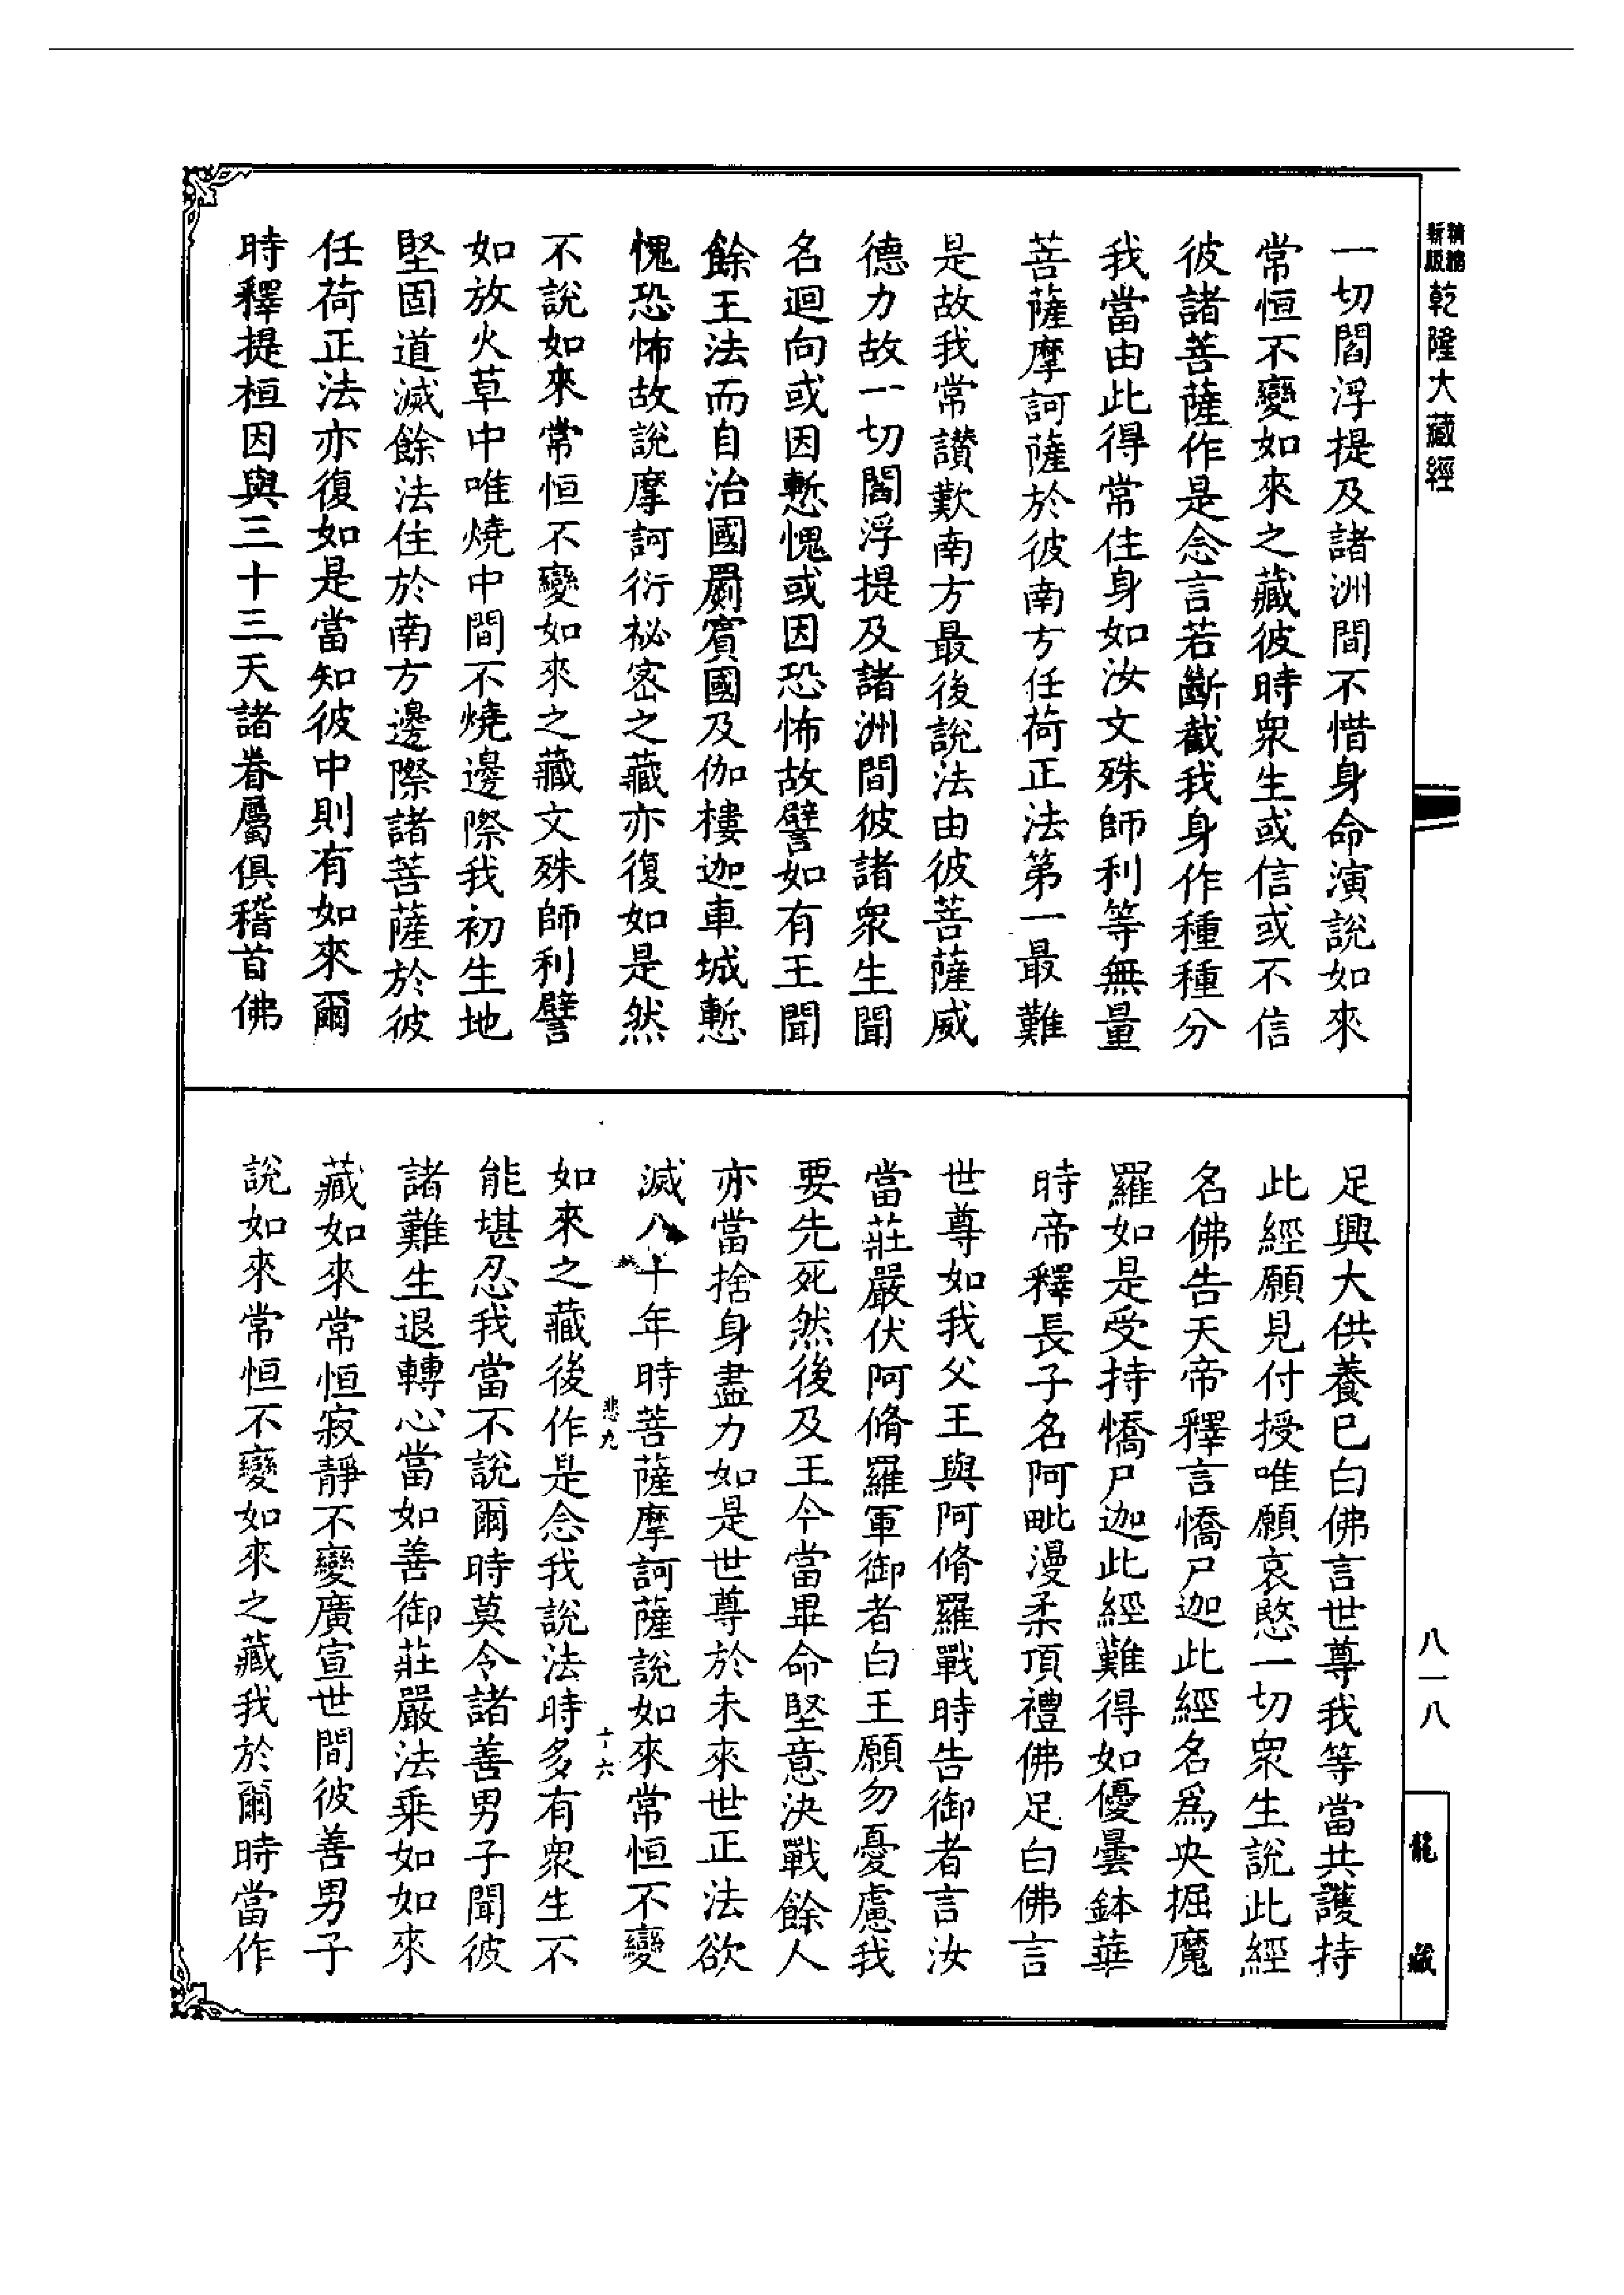 精縮新版乾隆大藏經
一切閻浮提及諸洲間不惜身命演說如來
常恒不變如來之藏彼時衆生或信或不信
彼諸菩薩作是念言若斷截我身作種種分
我當由此得常住身如汝文殊師利等無量
菩薩摩訶薩於彼南方任荷正法第一最難
是故我常讃歎南方最後說法由彼菩薩威
德力故一切閻浮提及諸洲間彼諸衆生聞
名迴向或因慙愧或因恐怖故譬如有王聞
餘王法而自治國罽賓國及伽樓迦車城慙
愧恐怖故說摩訶衍祕密之藏亦復如是然
不說如來常恒不變如來之藏文殊師利譬
如放火草中唯燒中間不燒邊際我初生地
堅固道滅餘法住於南方邊際諸菩薩於彼
任荷正法亦復如是當知彼中則有如來爾
時釋提桓因與三十三天諸眷屬俱稽首佛
足興大供養已白佛言世尊我等當共護持
此經願見付授唯願哀愍一切衆生說此經
名佛告天帝釋言憍尸迦此經名爲央掘魔
羅如是受持憍尸迦此經難得如優曇鉢華
時帝釋長子名阿毗漫柔頂禮佛足白佛言
世尊如我父王與阿脩羅戰時告御者言汝
當莊嚴伏阿脩羅軍御者白王願勿憂慮我
要先死然後及王今當畢命堅意決戰餘人
亦當捨身盡力如是世尊於未來世正法欲
滅八十年時菩薩摩訶薩說如來常恒不變
悲九 十六
如來之藏後作是念我說法時多有衆生不
能堪忍我當不說爾時莫令諸善男子聞彼
諸難生退轉心當如善御莊嚴法乗如如來
藏如來常恒寂靜不變廣宣世間彼善男子
說如來常恒不變如來之藏我於爾時當作
八一八
龍藏